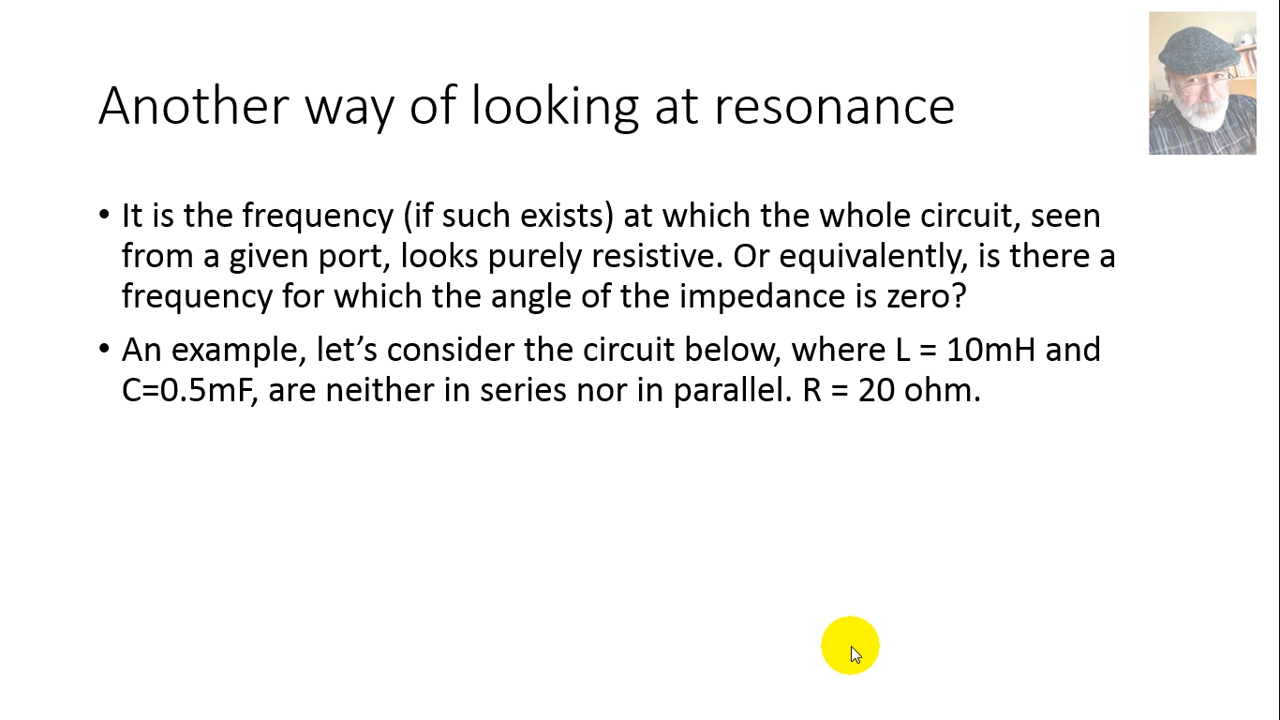 Another way of looking at resonance
• It is the frequency (if such exists) at which the whole circuit, seen
from a given port, looks purely resistive. Or equivalently, is there a
frequency for which the angle of the impedance is zero?
• An example, let’s consider the circuit below, where L = 10mH and
C=0.5mF, are neither in series nor in parallel. R = 20 ohm.